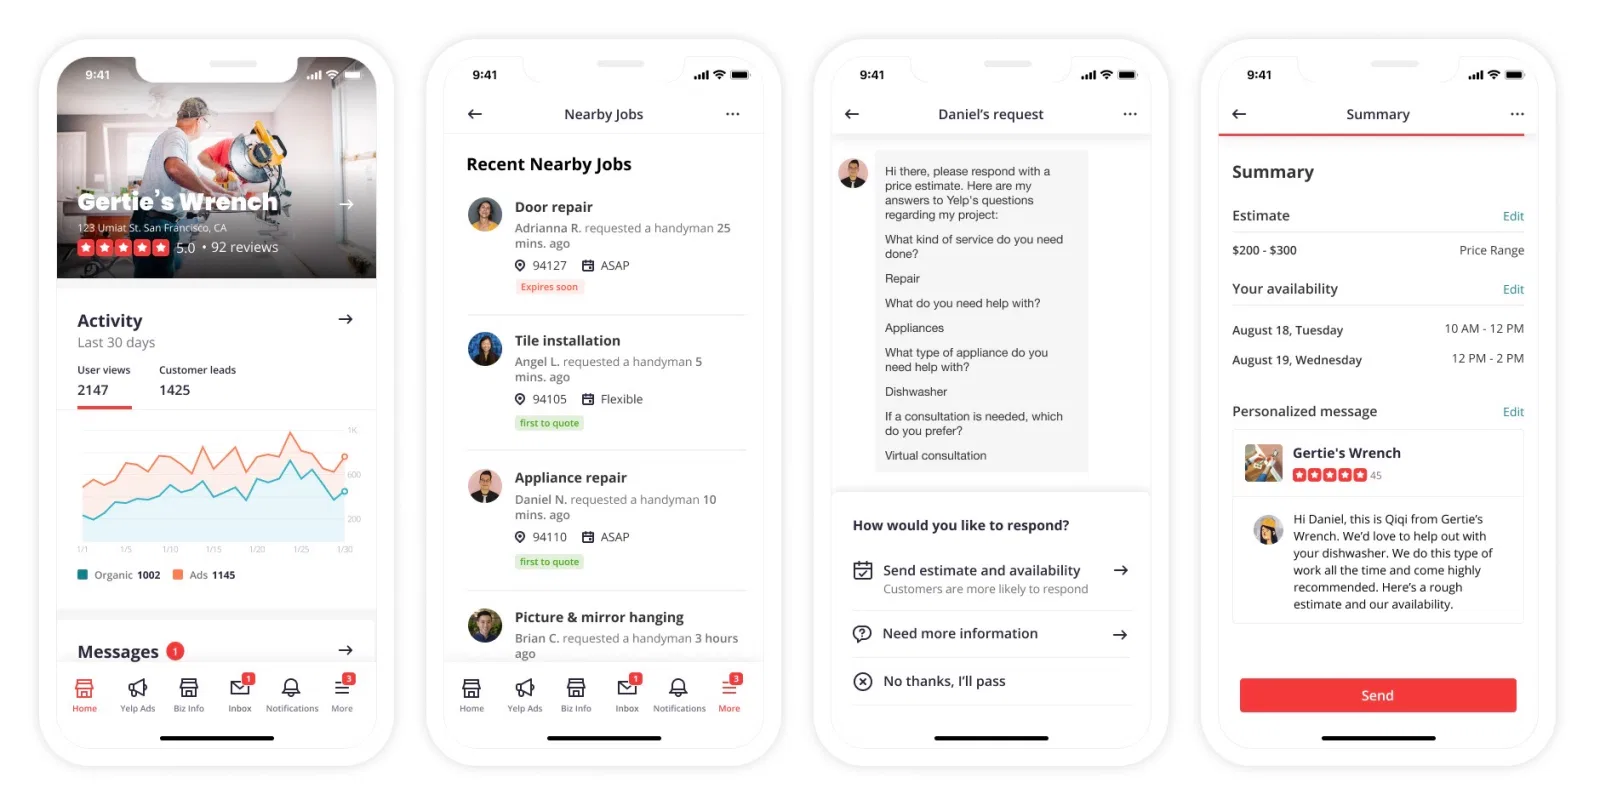 9:41
Gertie's Wrench
123 Umiat St. San Francisco, CA
5.0 • 92 reviews
Activity
Last 30 days
User views
Customer leads
2147
1425
1K
600
200
1/1
1/5
1/10
1/15
1/20
1/25
1/30
Organic 1002
Ads 1145
Messages 1
1
3
Home
Yelp Ads
Biz Info
Inbox
Notifications
More
9:41
Nearby Jobs
Recent Nearby Jobs
Door repair
Adrianna R. requested a handyman 25
mins. ago
94127
ASAP
Expires soon
Tile installation
Angel L. requested a handyman 5
mins. ago
94105
Flexible
first to quote
Appliance repair
Daniel N. requested a handyman 10
mins. ago
94110
ASAP
first to quote
Picture & mirror hanging
Brian C. requested a handyman 3 hours
ago
1
3
Home
Yelp Ads
Biz Info
Inbox
Notifications
More
9:41
Daniel's request
Hi there, please respond with a
price estimate. Here are my
answers to Yelp's questions
regarding my project:
What kind of service do you need
done?
Repair
What do you need help with?
Appliances
What type of appliance do you
need help with?
Dishwasher
If a consultation is needed, which
do you prefer?
Virtual consultation
How would you like to respond?
Send estimate and availability
Customers are more likely to respond
Need more information
No thanks, I'll pass
9:41
Summary
Summary
Estimate
Edit
$200 - $300
Price Range
Your availability
Edit
August 18, Tuesday
10 AM - 12 PM
August 19, Wednesday
12 PM - 2 PM
Personalized message
Edit
Gertie's Wrench
45
Hi Daniel, this is Qiqi from Gertie's
Wrench. We'd love to help out with
your dishwasher. We do this type of
work all the time and come highly
recommended. Here's a rough
estimate and our availability.
Send